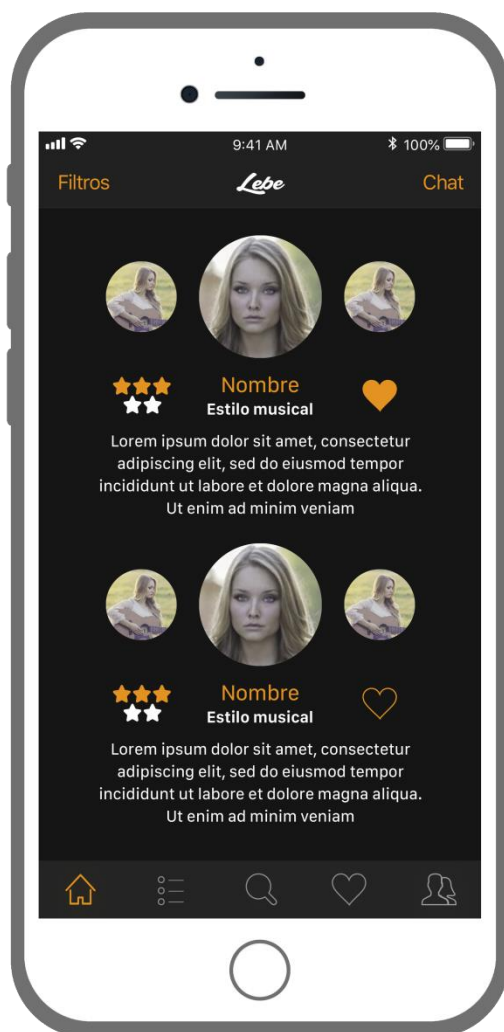 9:41 AM
100%
Filtros
Lebe
Chat
Nombre
Estilo musical
Lorem ipsum dolor sit amet, consectetur
adipiscing elit, sed do eiusmod tempor
incididunt ut labore et dolore magna aliqua.
Ut enim ad minim veniam
Nombre
Estilo musical
Lorem ipsum dolor sit amet, consectetur
adipiscing elit, sed do eiusmod tempor
incididunt ut labore et dolore magna aliqua.
Ut enim ad minim veniam